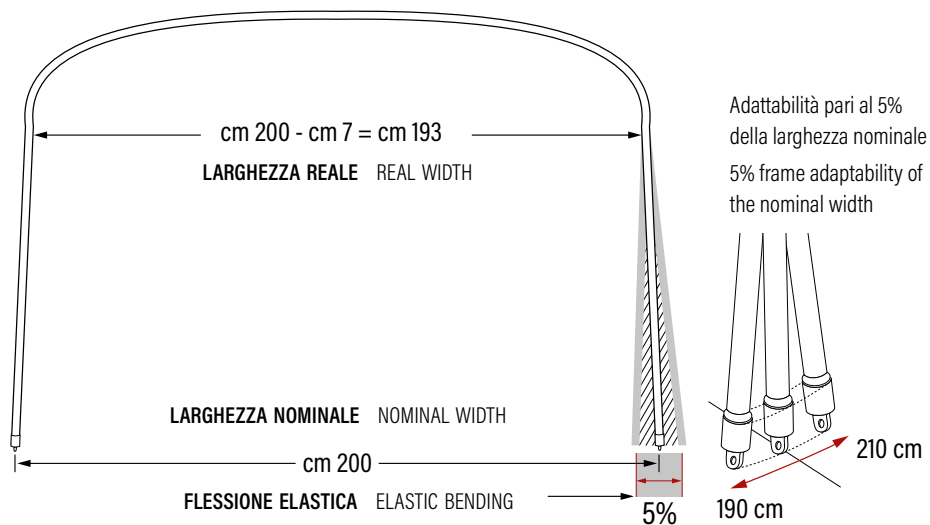 cm 200 - cm 7 = cm 193
LARGHEZZA REALE REAL WIDTH
Adattabilità pari al 5%
della larghezza nominale
5% frame adaptability of
the nominal width
LARGHEZZA NOMINALE NOMINAL WIDTH
cm 200
FLESSIONE ELASTICA ELASTIC BENDING
5%
210 cm
190 cm